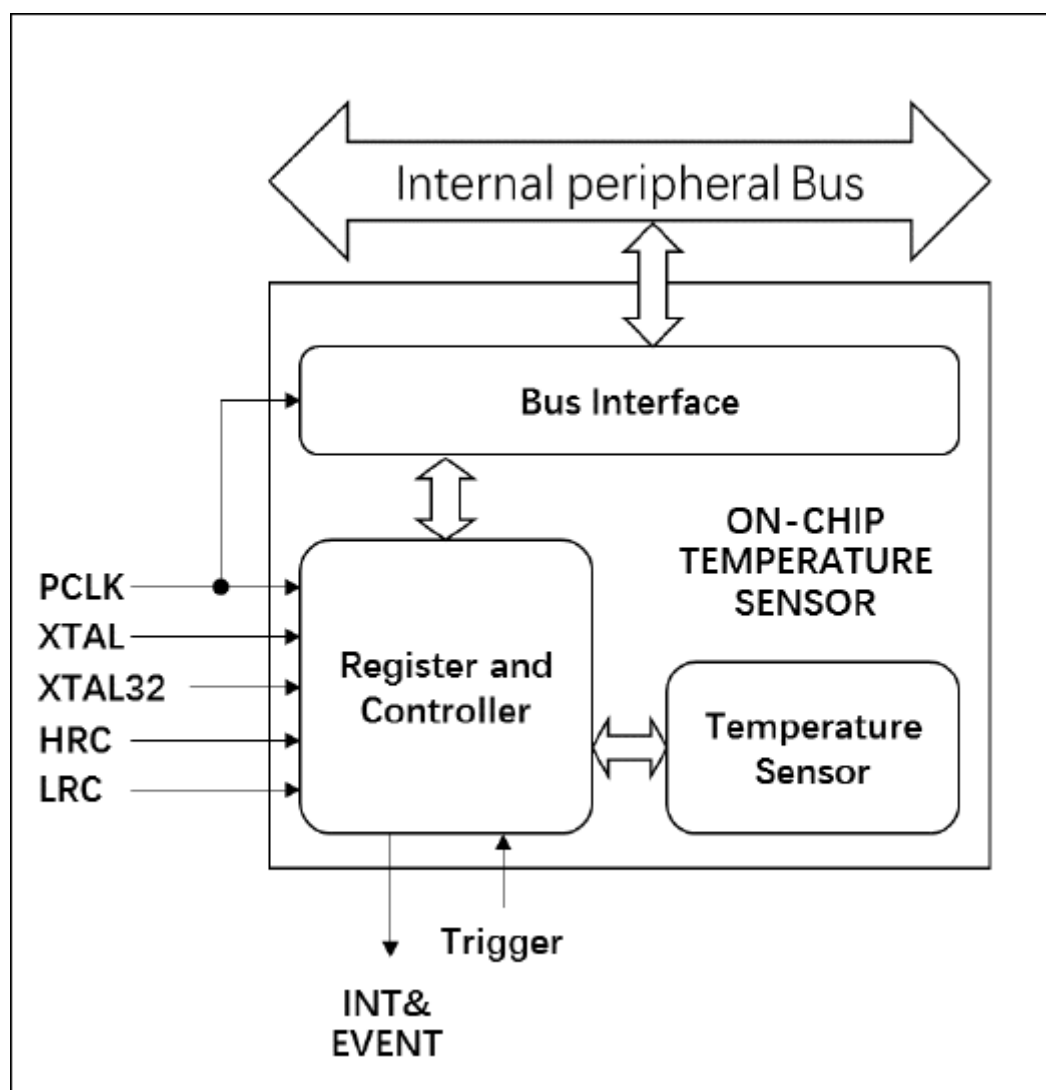 Internal peripheral Bus
Bus Interface
ON-CHIP
TEMPERATURE
SENSOR
PCLK
XTAL
XTAL32
HRC
LRC
Register and
Controller
Temperature
Sensor
Trigger
INT&
EVENT